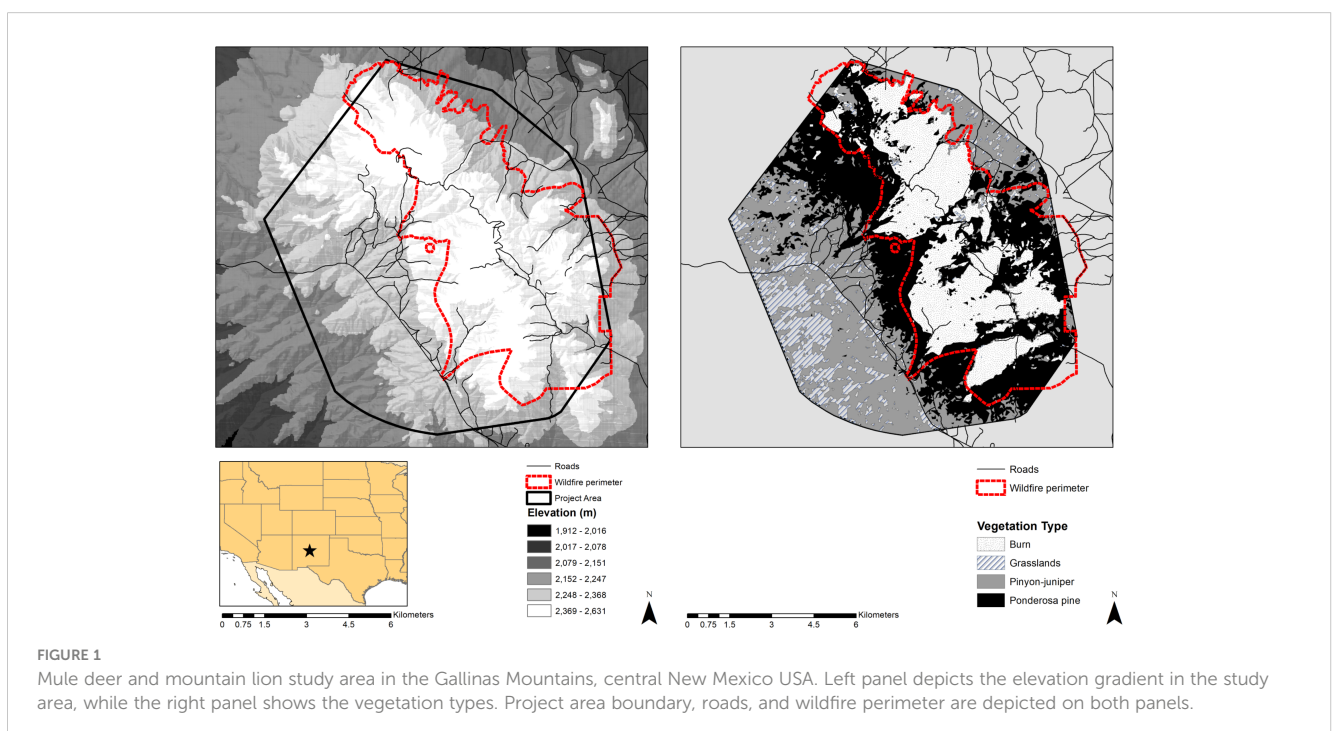 Roads
Wildfire perimeter
Project Area
Elevation (m)
1,912 - 2,016
2,017 - 2,078
2,079 - 2,151
2,152 - 2,247
2,248 - 2,368
2,369 - 2,631
N
Kilometers
0 0.75 1.5 3 4.5 6
Roads
Wildfire perimeter
Vegetation Type
Burn
Grasslands
Pinyon-juniper
Ponderosa pine
N
Kilometers
0 0.75 1.5 3 4.5 6
FIGURE 1
Mule deer and mountain lion study area in the Gallinas Mountains, central New Mexico USA. Left panel depicts the elevation gradient in the study
area, while the right panel shows the vegetation types. Project area boundary, roads, and wildfire perimeter are depicted on both panels.